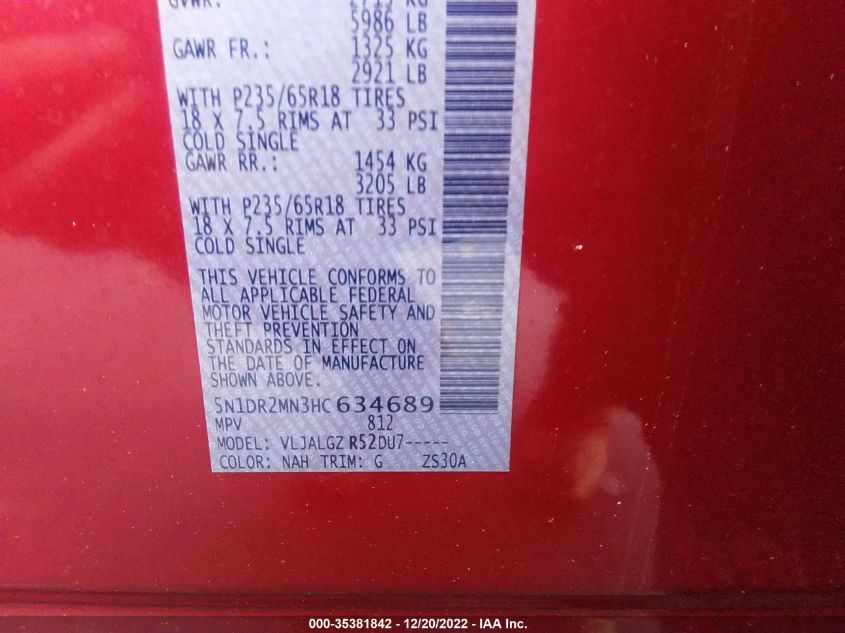 GVWR: KG
5986 LB
GAWR FR.: 1325 KG
2921 LB
WITH P235/65R18 TIRES
18 X 7.5 RIMS AT 33 PSI
COLD SINGLE
GAWR RR.: 1454 KG
3205 LB
WITH P235/65R18 TIRES
18 X 7.5 RIMS AT 33 PSI
COLD SINGLE
THIS VEHICLE CONFORMS TO
ALL APPLICABLE FEDERAL
MOTOR VEHICLE SAFETY AND
THEFT PREVENTION
STANDARDS IN EFFECT ON
THE DATE OF MANUFACTURE
SHOWN ABOVE.
5N1DR2MN3HC634689
MPV 812
MODEL: VLJALGZ R52DU7-----
COLOR: NAH TRIM: G ZS30A
000-35381842 - 12/20/2022 - IAA Inc.